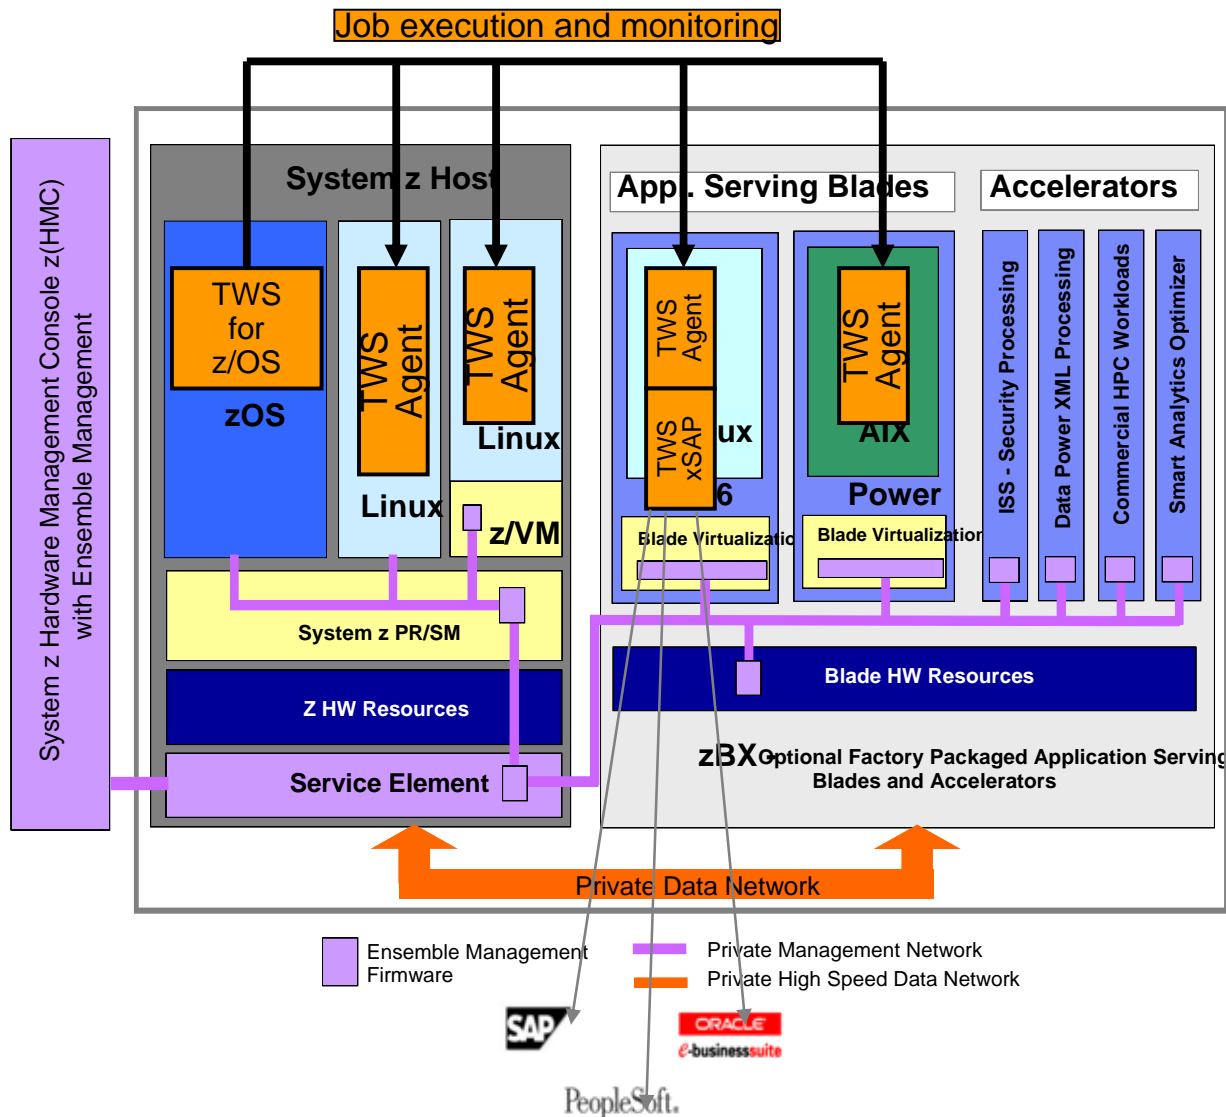 Job execution and monitoring
System z Hardware Management Console z(HMC)
with Ensemble Management
System z Host
Appl. Serving Blades
Accelerators
TWS
for
z/OS
zOS
TWS
Agent
Linux
TWS
Agent
Linux
z/VM
TWS
Agent
TWS
xSAP
ux
6
Blade Virtualizatio
TWS
Agent
AIX
Power
Blade Virtualization
ISS - Security Processing
Data Power XML Processing
Commercial HPC Workloads
Smart Analytics Optimizer
System z PR/SM
Z HW Resources
Service Element
Blade HW Resources
zBX - Optional Factory Packaged Application Serving
Blades and Accelerators
Private Data Network
Ensemble Management
Firmware
Private Management Network
Private High Speed Data Network
SAP
ORACLE
e-businesssuite
PeopleSoft.